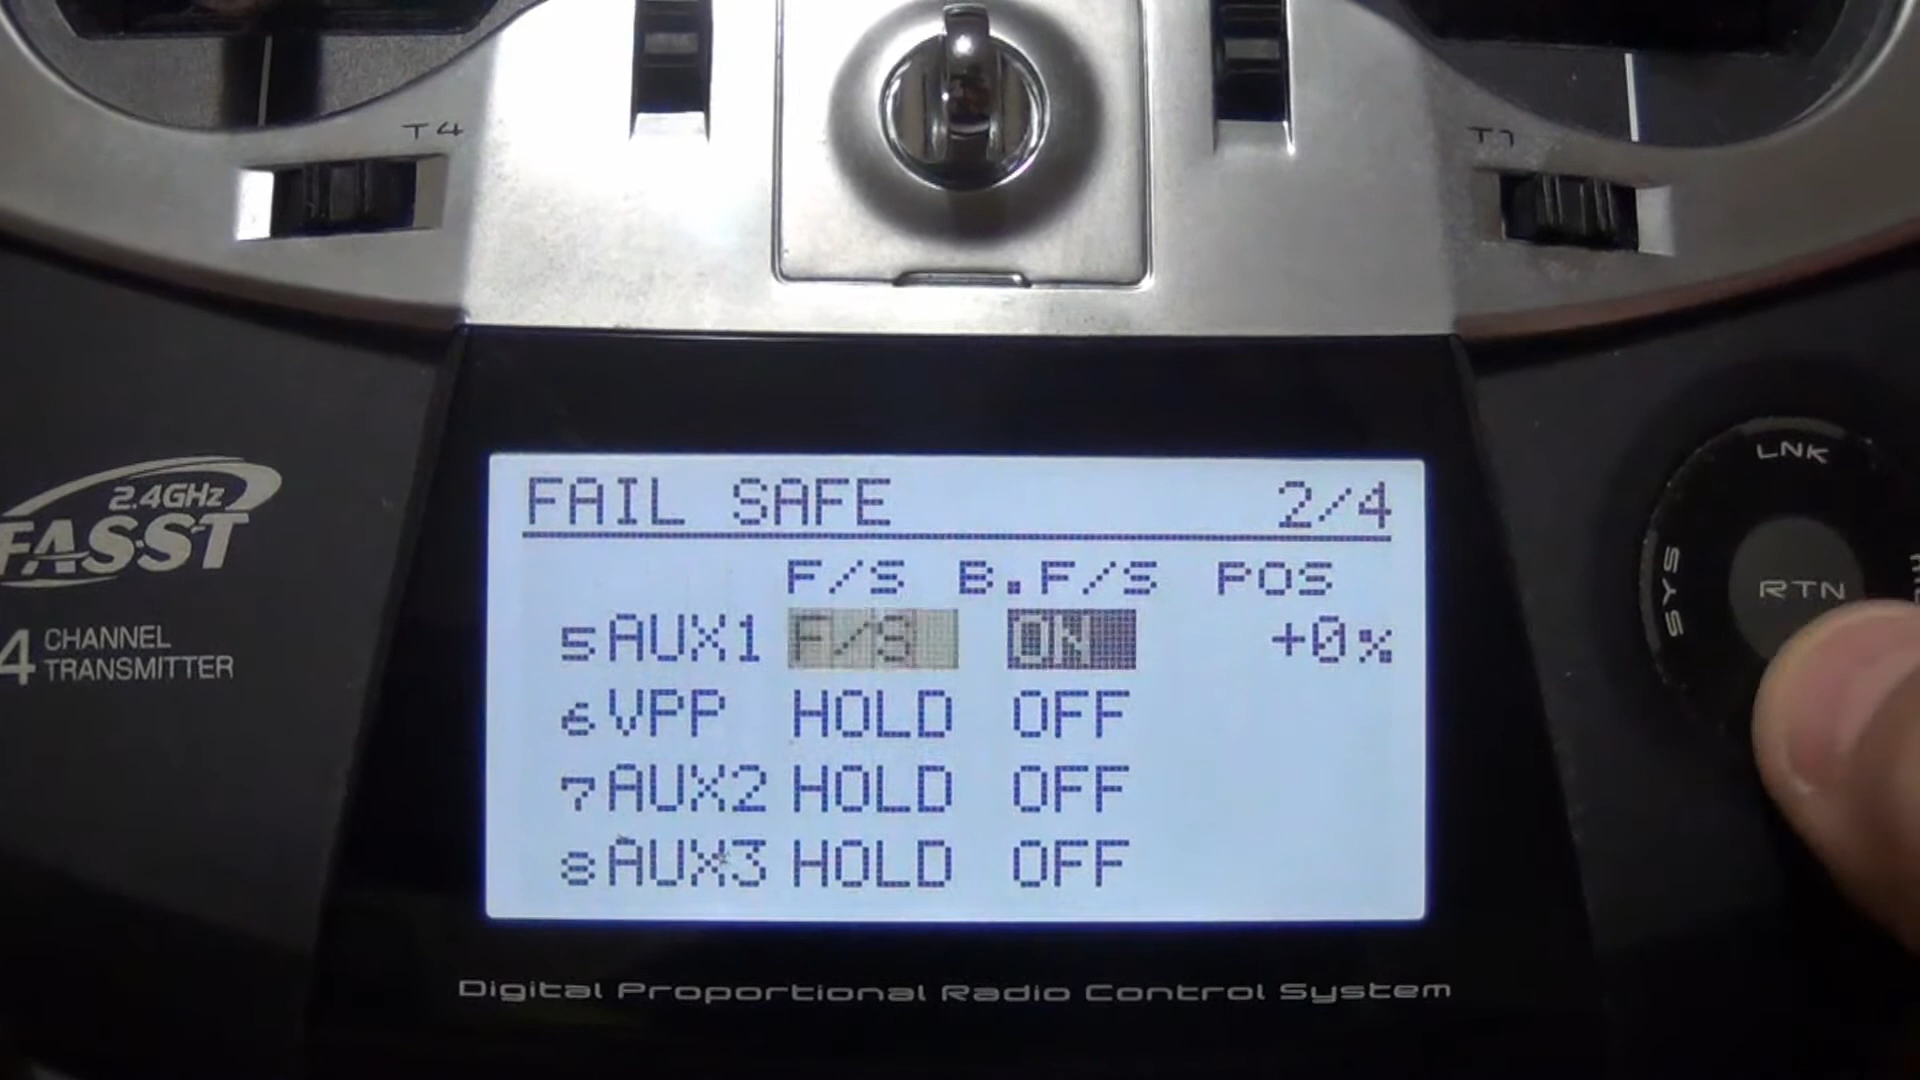 T4
T1
FAIL SAFE 2/4
F/S B.F/S POS
5 AUX1 F/S ON +0%
6 VPP HOLD OFF
7 AUX2 HOLD OFF
8 AUX3 HOLD OFF
2.4GHz
FASST
4 CHANNEL
TRANSMITTER
LNK
SYS
RTN
Digital Proportional Radio Control System